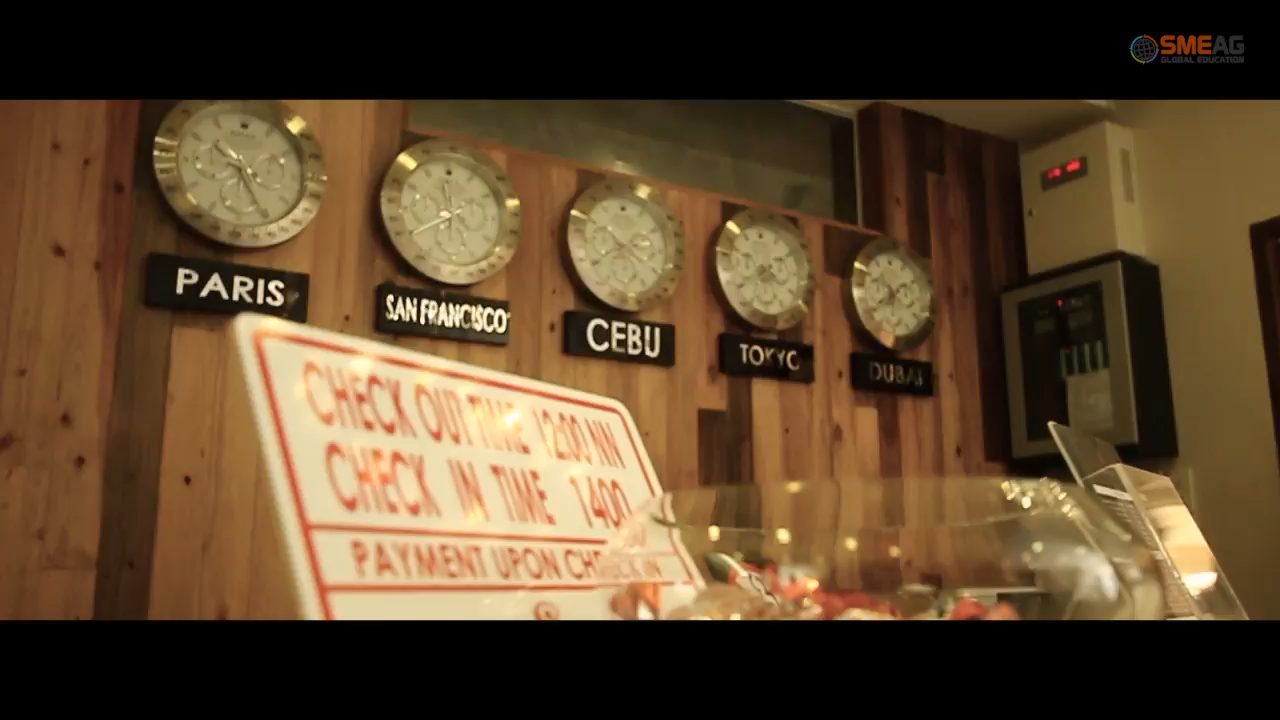 SMEAG
GLOBAL EDUCATION
PARIS
SAN FRANCISCO
CEBU
TOKYO
DUBAI
CHECK OUT TIME 12:00 NN
CHECK IN TIME 1400
PAYMENT UPON CHECK IN